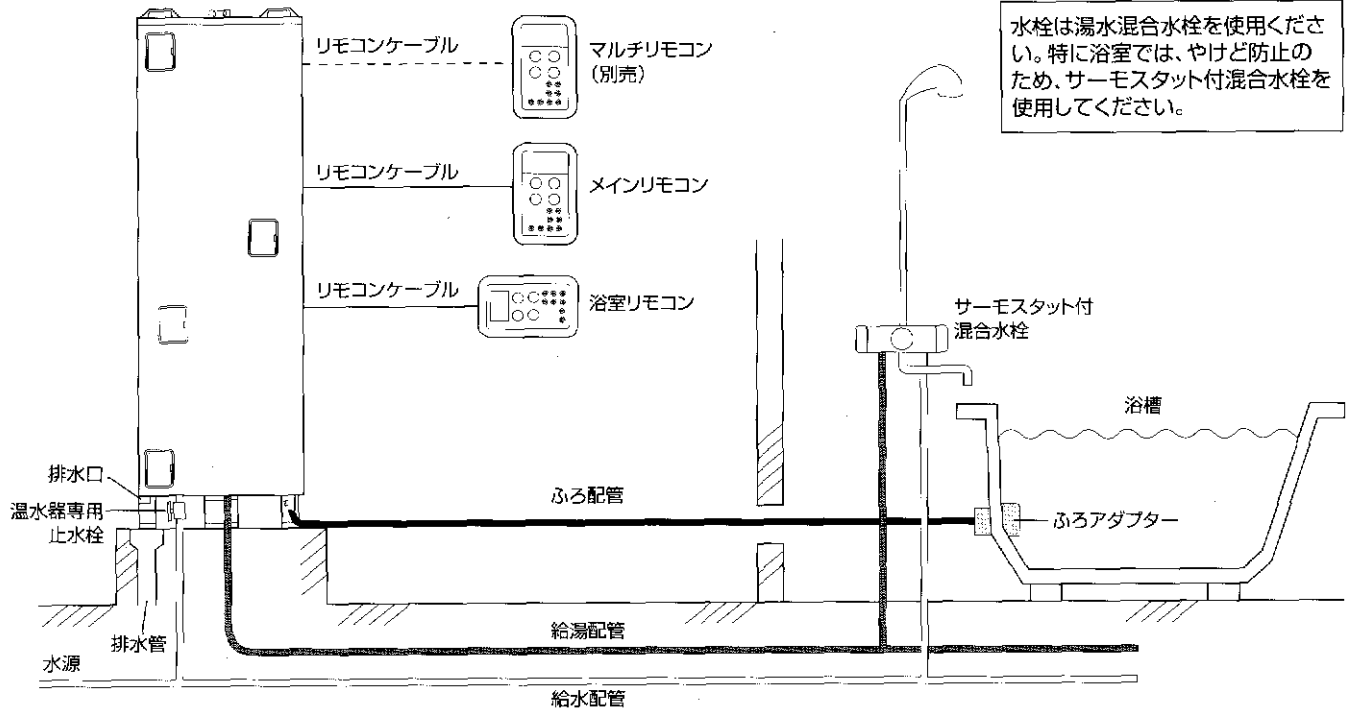 水栓は湯水混合水栓を使用くださ
い。特に浴室では、やけど防止の
ため、サーモスタット付混合水栓を
使用してください。
リモコンケーブル
マルチリモコン
(別売)
リモコンケーブル
メインリモコン
リモコンケーブル
浴室リモコン
サーモスタット付
混合水栓
浴槽
排水口
温水器専用
止水栓
ふろ配管
ふろアダプター
排水管
給湯配管
水源
給水配管